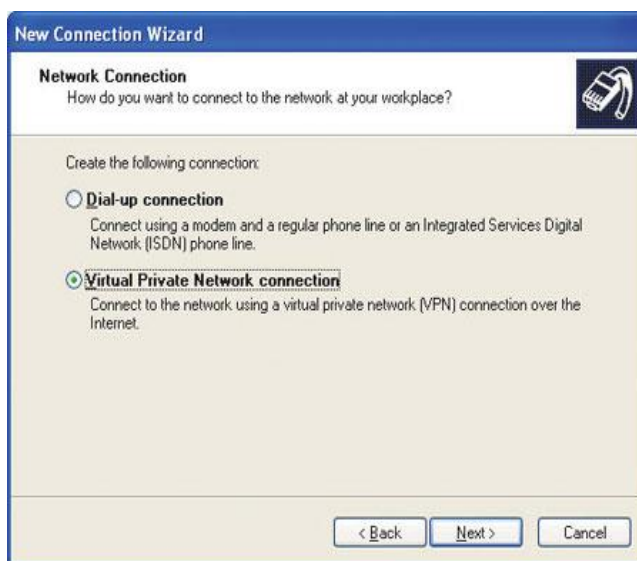 New Connection Wizard
Network Connection
How do you want to connect to the network at your workplace?
Create the following connection:
Dial-up connection
Connect using a modem and a regular phone line or an Integrated Services Digital
Network (ISDN) phone line.
Virtual Private Network connection
Connect to the network using a virtual private network (VPN) connection over the
Internet.
< Back
Next >
Cancel